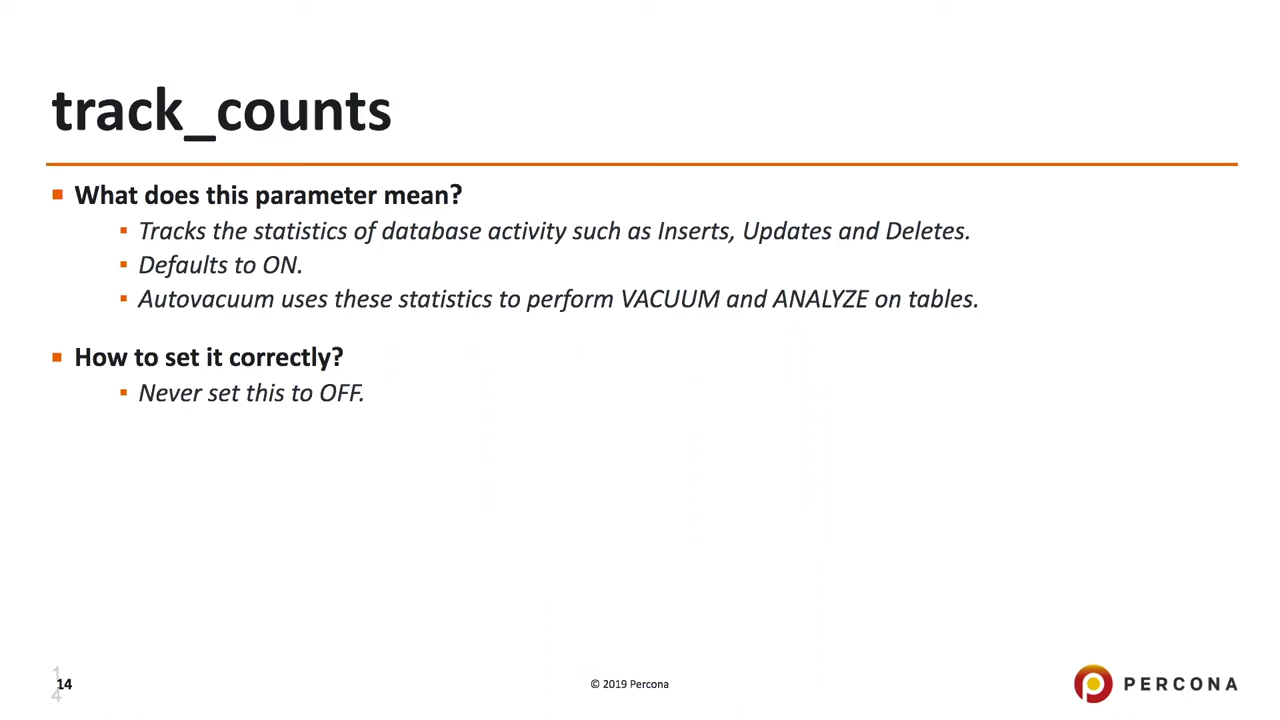 track_counts
What does this parameter mean?
Tracks the statistics of database activity such as Inserts, Updates and Deletes.
Defaults to ON.
Autovacuum uses these statistics to perform VACUUM and ANALYZE on tables.
How to set it correctly?
Never set this to OFF.
1
4
14
© 2019 Percona
PERCONA